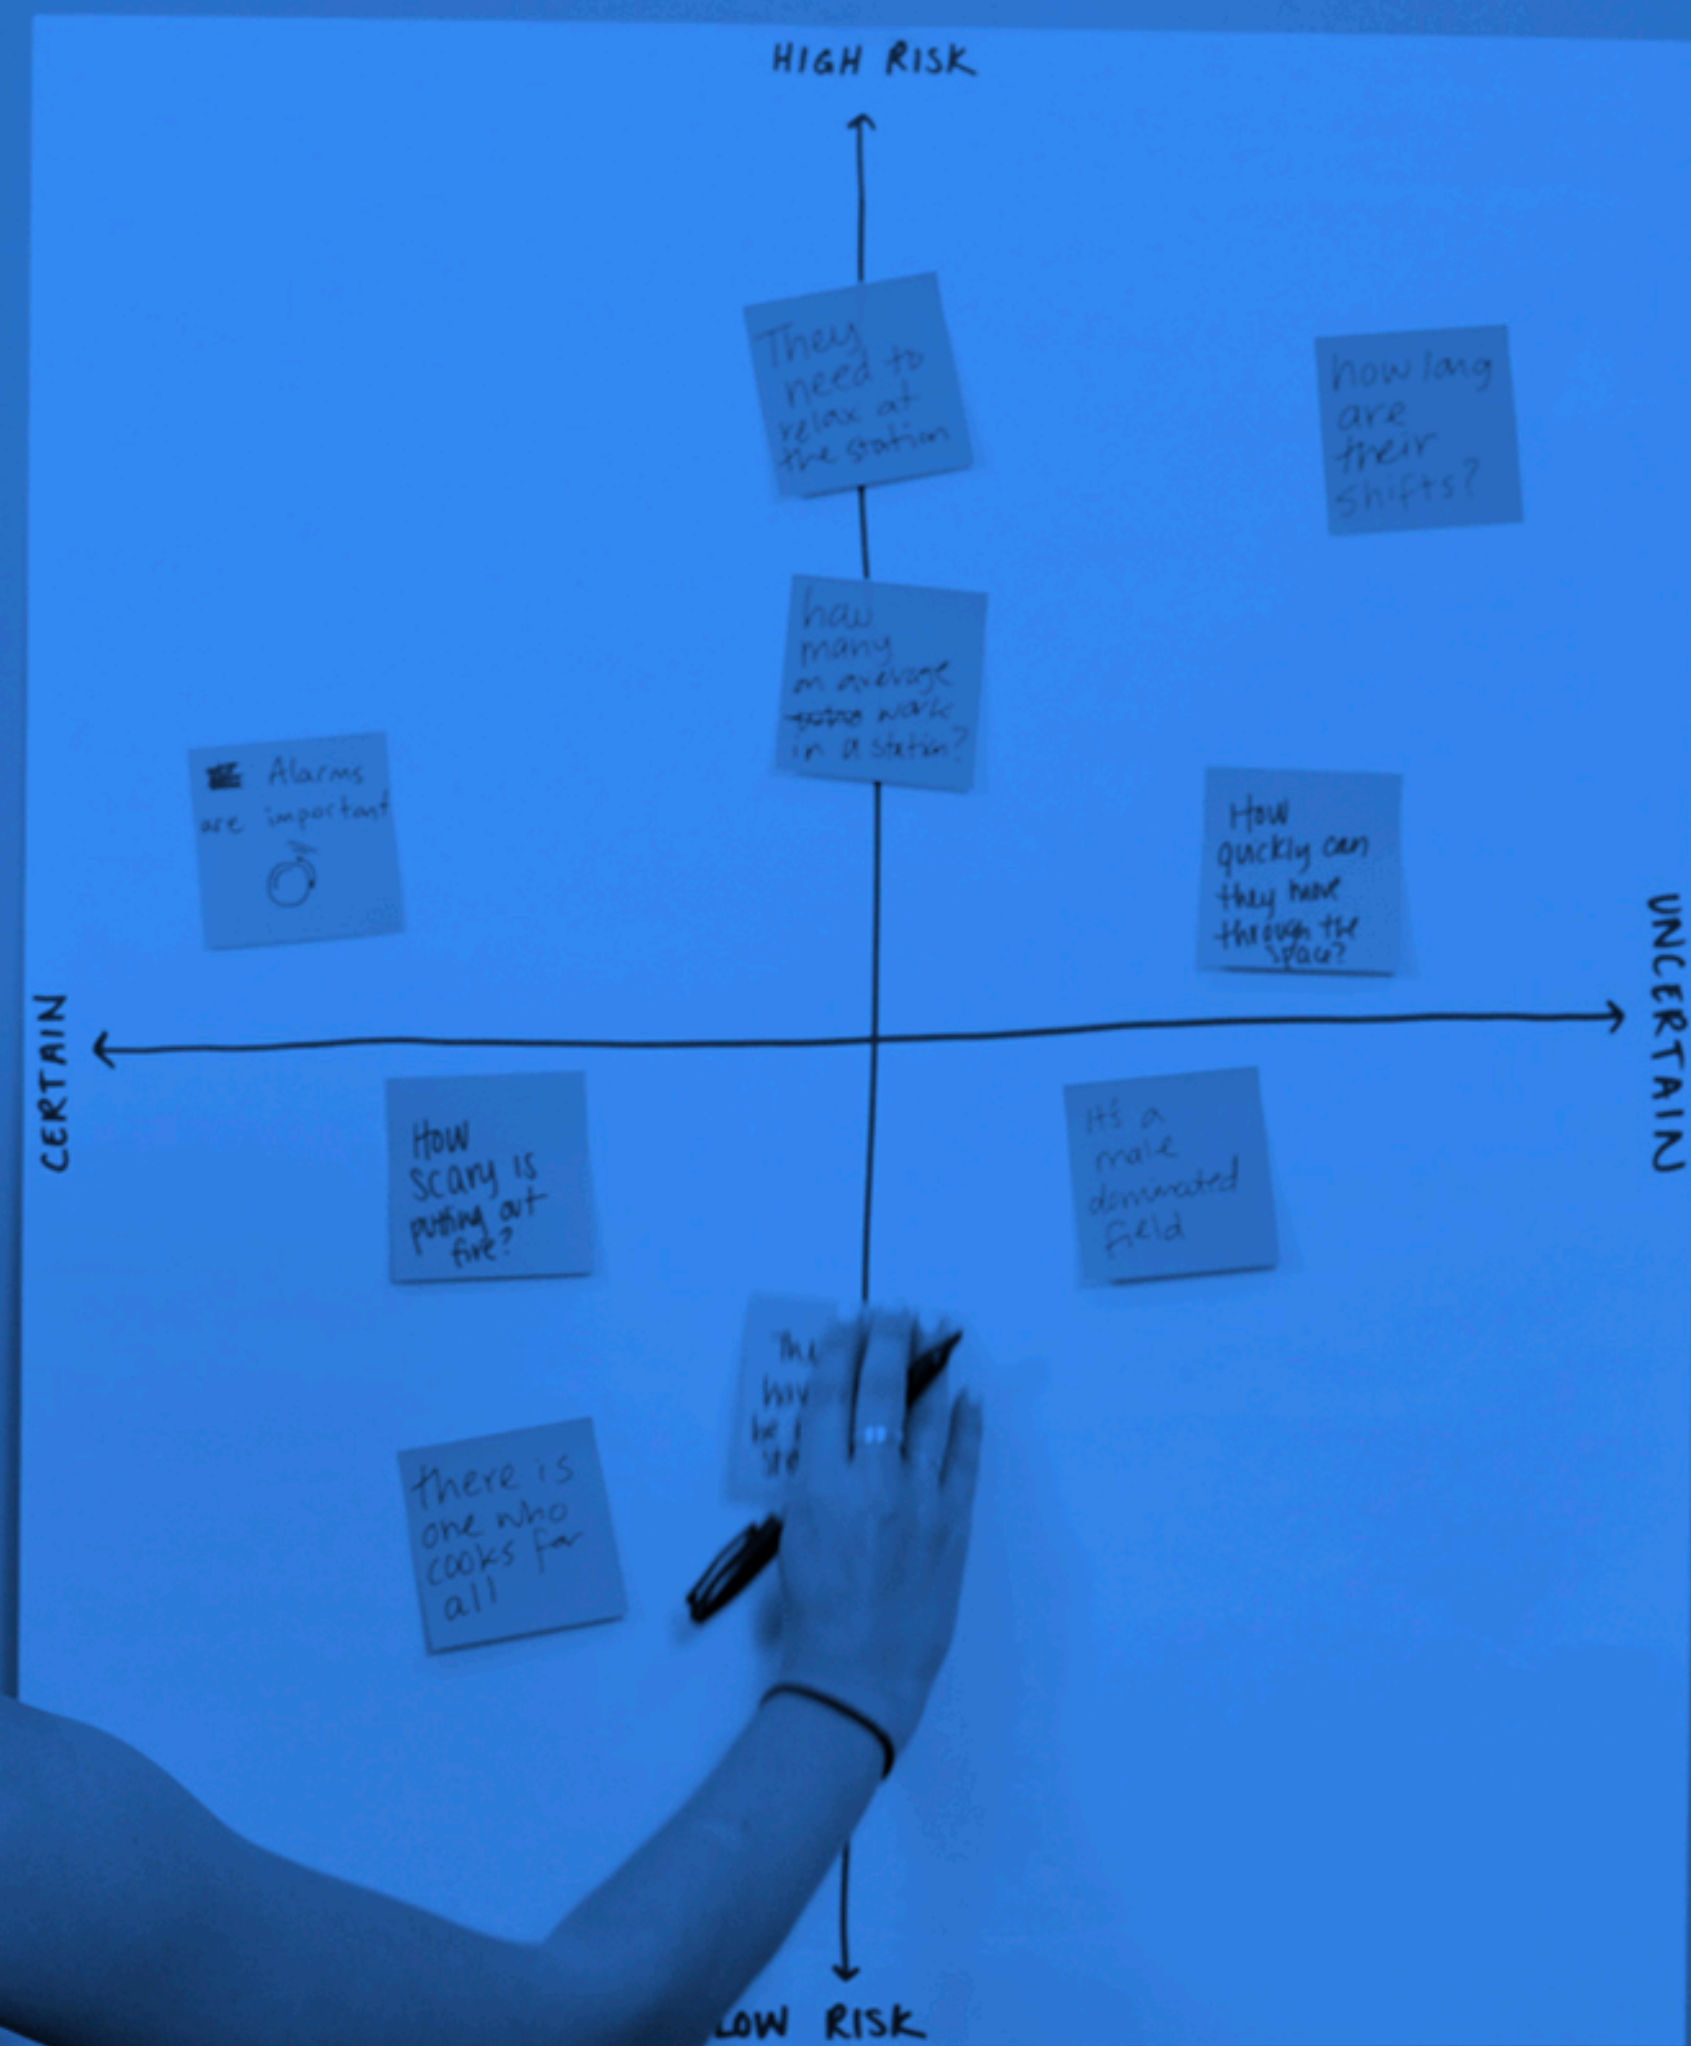 HIGH RISK
They
need to
relax at
the station
how long
are
their
shifts?
how
many
on average
work
in a station?
Alarms
are important
How
quickly can
they move
through the
space?
CERTAIN
UNCERTAIN
How
scary is
putting out
fire?
It's a
male
dominated
field
hav
be
there is
one who
cooks for
all
LOW RISK